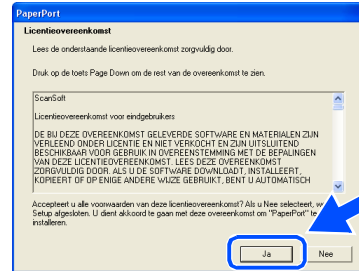 PaperPort
Licentieovereenkomst
Lees de onderstaande licentieovereenkomst zorgvuldig door.
Druk op de toets Page Down om de rest van de overeenkomst te zien.
ScanSoft
Licentieovereenkomst voor eindgebruikers
DE BIJ DEZE OVEREENKOMST GELEVERDE SOFTWARE EN MATERIALEN ZIJN
VERLEEND ONDER LICENTIE EN NIET VERKOCHT EN ZIJN UITSLUITEND
BESCHIKBAAR VOOR GEBRUIK IN OVEREENSTEMMING MET DE BEPALINGEN
VAN DEZE LICENTIEOVEREENKOMST. LEES DEZE OVEREENKOMST
ZORGVULDIG DOOR. ALS U DE SOFTWARE DOWNLOADT, INSTALLEERT,
KOPIEERT OF OP ENIGE ANDERE WIJZE GEBRUIKT, BENT U AUTOMATISCH
Accepteert u alle voorwaarden van deze licentieovereenkomst? Als u Nee selecteert,
Setup afgesloten. U dient akkoord te gaan met deze overeenkomst om "PaperPort" te
installeren.
Ja
Nee